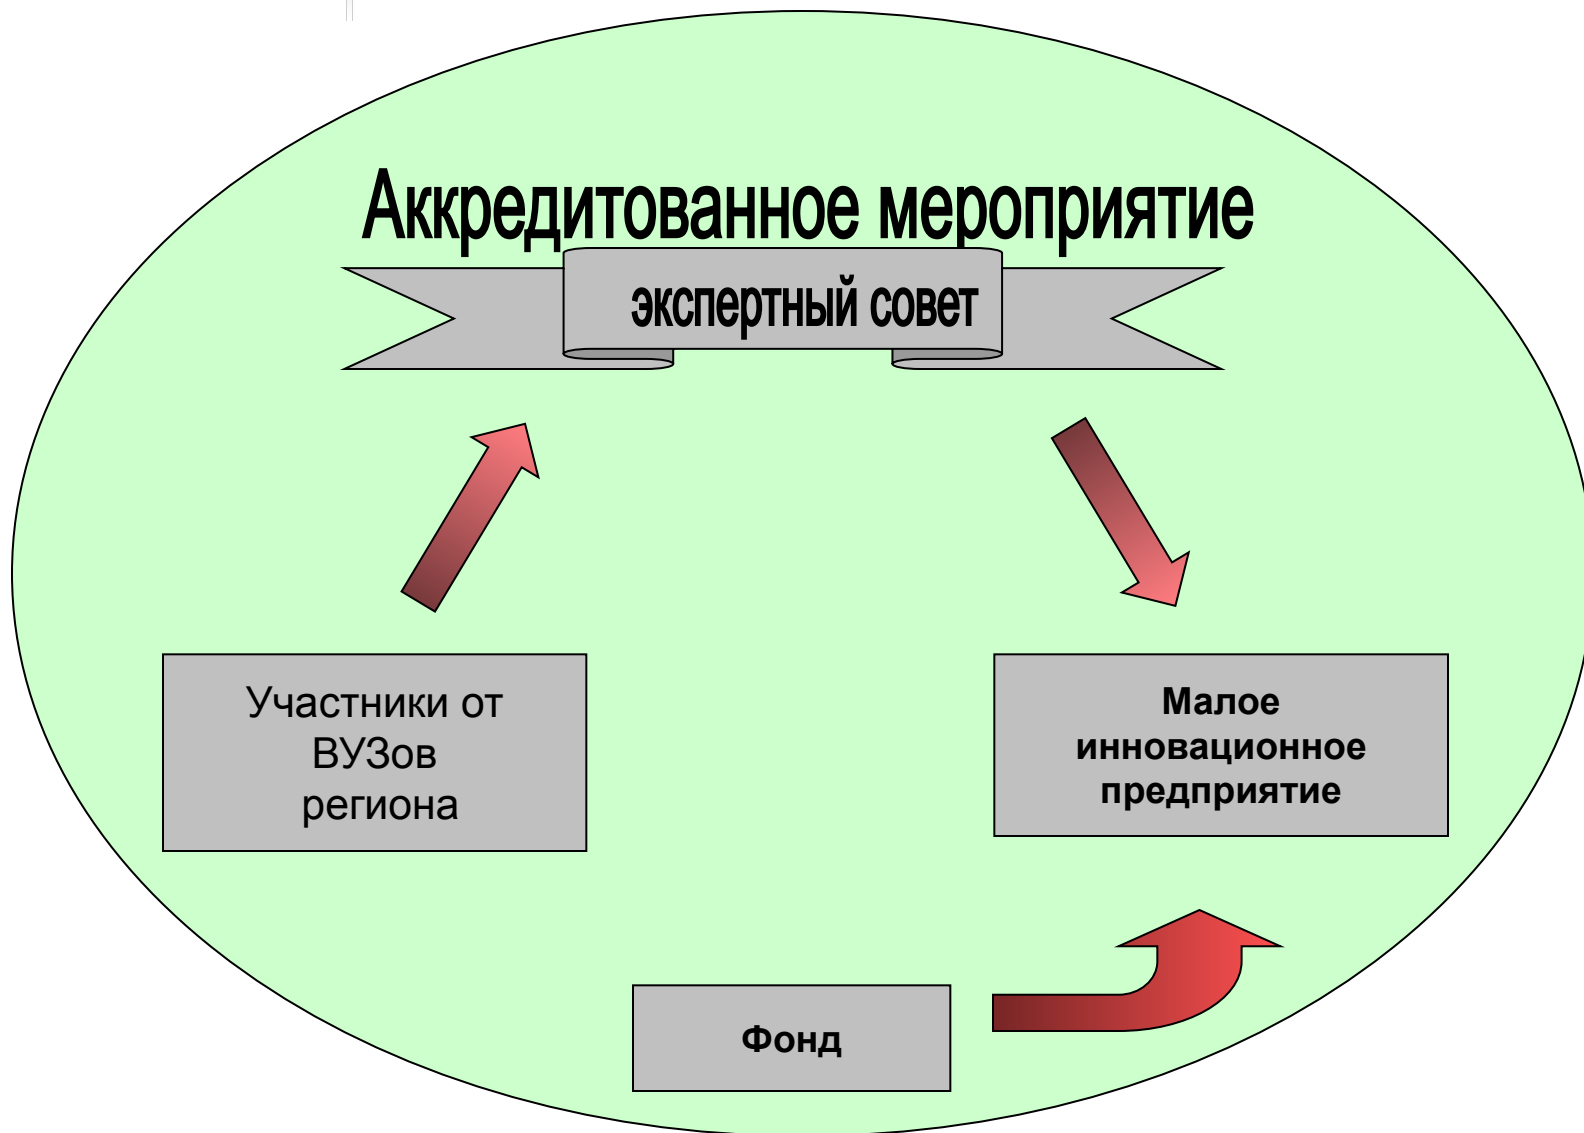 Аккредитованное мероприятие
экспертный совет
Участники от
ВУЗов
региона
Малое
инновационное
предприятие
Фонд